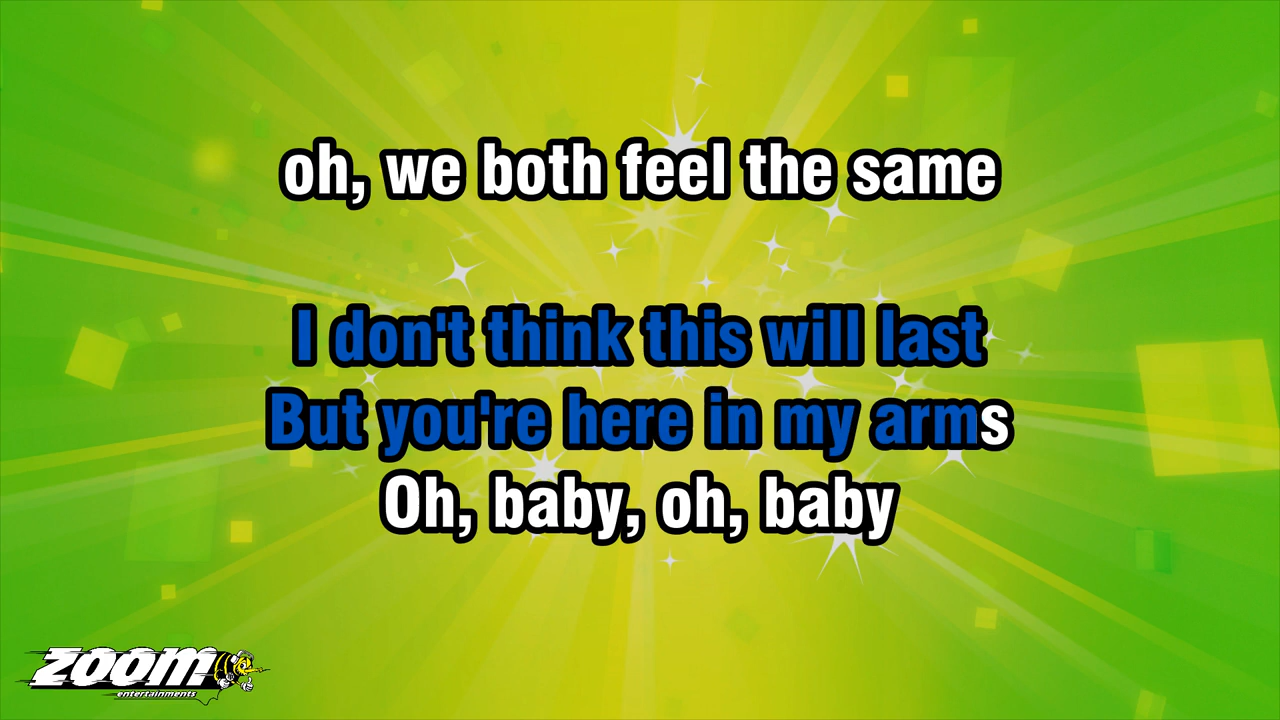 oh, we both feel the same
I don't think this will last
But you're here in my arms
Oh, baby, oh, baby
zoom
entertainments